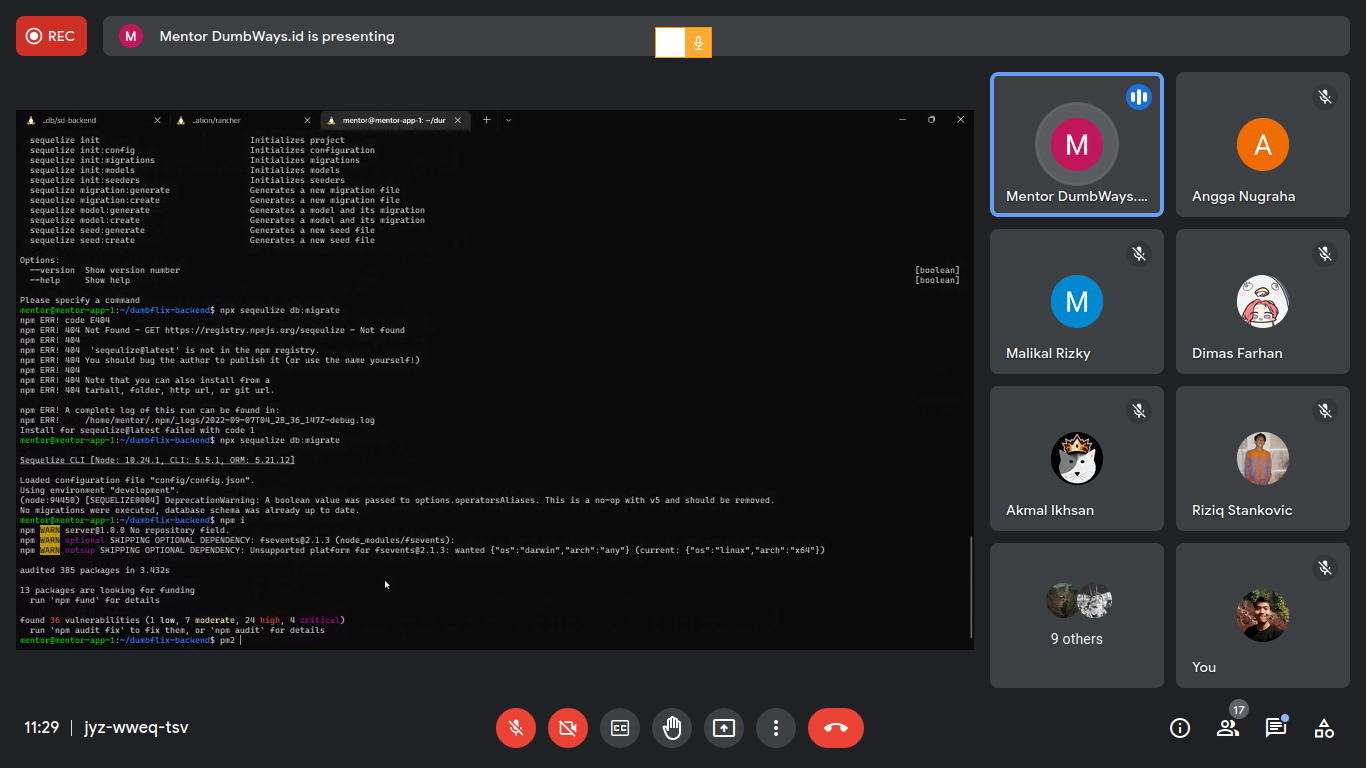 REC
M
Mentor DumbWays.id is presenting
..db/sd-backend
..ation/rancher
mentor@mentor-app-1: ~/dur
sequelize init Initializes project
sequelize init:config Initializes configuration
sequelize init:migrations Initializes migrations
sequelize init:models Initializes models
sequelize init:seeders Initializes seeders
sequelize migration:generate Generates a new migration file
sequelize migration:create Generates a new migration file
sequelize model:generate Generates a model and its migration
sequelize model:create Generates a model and its migration
sequelize seed:generate Generates a new seed file
sequelize seed:create Generates a new seed file
Options:
--version Show version number [boolean]
--help Show help [boolean]
Please specify a command
mentor@mentor-app-1:~/dumbflix-backend$ npx seqeulize db:migrate
npm ERR! code E404
npm ERR! 404 Not Found - GET https://registry.npmjs.org/seqeulize - Not found
npm ERR! 404
npm ERR! 404 'seqeulize@latest' is not in the npm registry.
npm ERR! 404 You should bug the author to publish it (or use the name yourself!)
npm ERR! 404
npm ERR! 404 Note that you can also install from a
npm ERR! 404 tarball, folder, http url, or git url.
npm ERR! A complete log of this run can be found in:
npm ERR! /home/mentor/.npm/_logs/2022-09-07T04_28_36_147Z-debug.log
Install for seqeulize@latest failed with code 1
mentor@mentor-app-1:~/dumbflix-backend$ npx sequelize db:migrate
Sequelize CLI [Node: 10.24.1, CLI: 5.5.1, ORM: 5.21.12]
Loaded configuration file "config/config.json".
Using environment "development".
(node:94450) [SEQUELIZE0004] DeprecationWarning: A boolean value was passed to options.operatorsAliases. This is a no-op with v5 and should be removed.
No migrations were executed, database schema was already up to date.
mentor@mentor-app-1:~/dumbflix-backend$ npm i
npm WARN server@1.0.0 No repository field.
npm WARN optional SKIPPING OPTIONAL DEPENDENCY: fsevents@2.1.3 (node_modules/fsevents):
npm WARN notsup SKIPPING OPTIONAL DEPENDENCY: Unsupported platform for fsevents@2.1.3: wanted {"os":"darwin","arch":"any"} (current: {"os":"linux","arch":"x64"})
audited 385 packages in 3.432s
13 packages are looking for funding
run `npm fund` for details
found 36 vulnerabilities (1 low, 7 moderate, 24 high, 4 critical)
run `npm audit fix` to fix them, or `npm audit` for details
mentor@mentor-app-1:~/dumbflix-backend$ pm2
M
Mentor DumbWays....
A
Angga Nugraha
M
Malikal Rizky
Dimas Farhan
Akmal Ikhsan
Riziq Stankovic
9 others
You
11:29 | jyz-wweq-tsv
CC
17